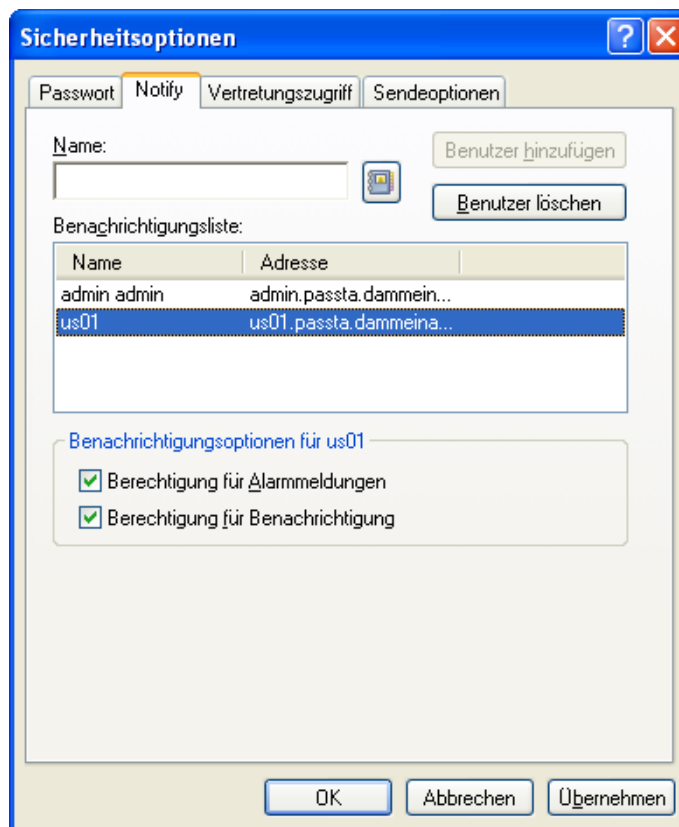 Sicherheitsoptionen
Passwort Notify Vertretungszugriff Sendeoptionen
Name:
Benutzer hinzufügen
Benutzer löschen
Benachrichtigungsliste:
Name Adresse
admin admin admin.passta.dammein...
us01 us01.passta.dammeina...
Benachrichtigungsoptionen für us01
Berechtigung für Alarmmeldungen
Berechtigung für Benachrichtigung
OK Abbrechen Übernehmen